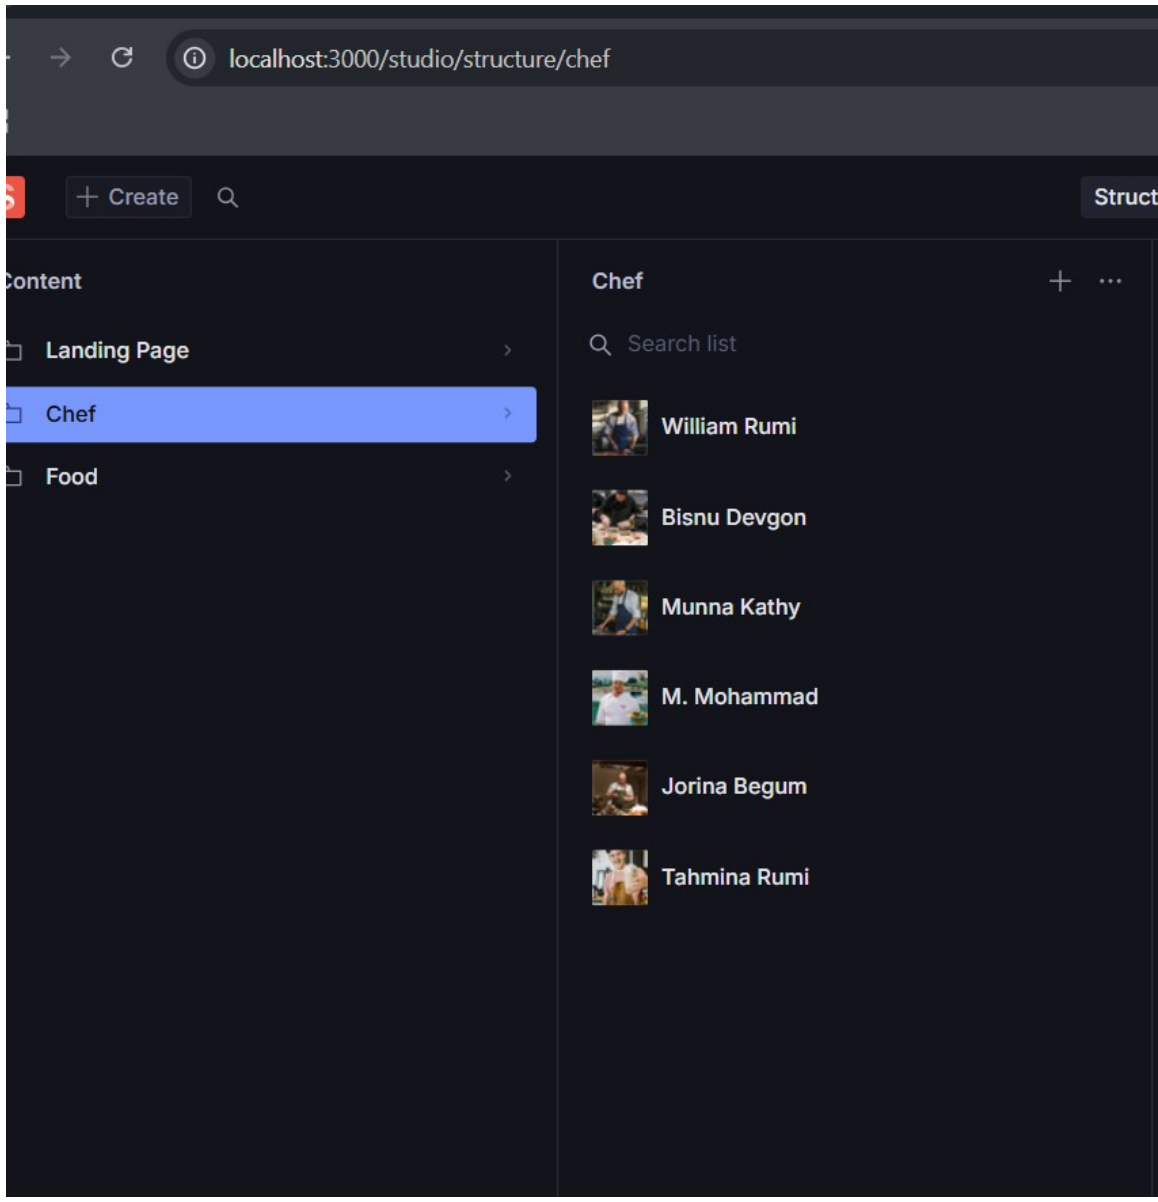 localhost:3000/studio/structure/chef
+ Create
Struct
Content
Landing Page
Chef
Food
Chef
Search list
William Rumi
Bisnu Devgon
Munna Kathy
M. Mohammad
Jorina Begum
Tahmina Rumi